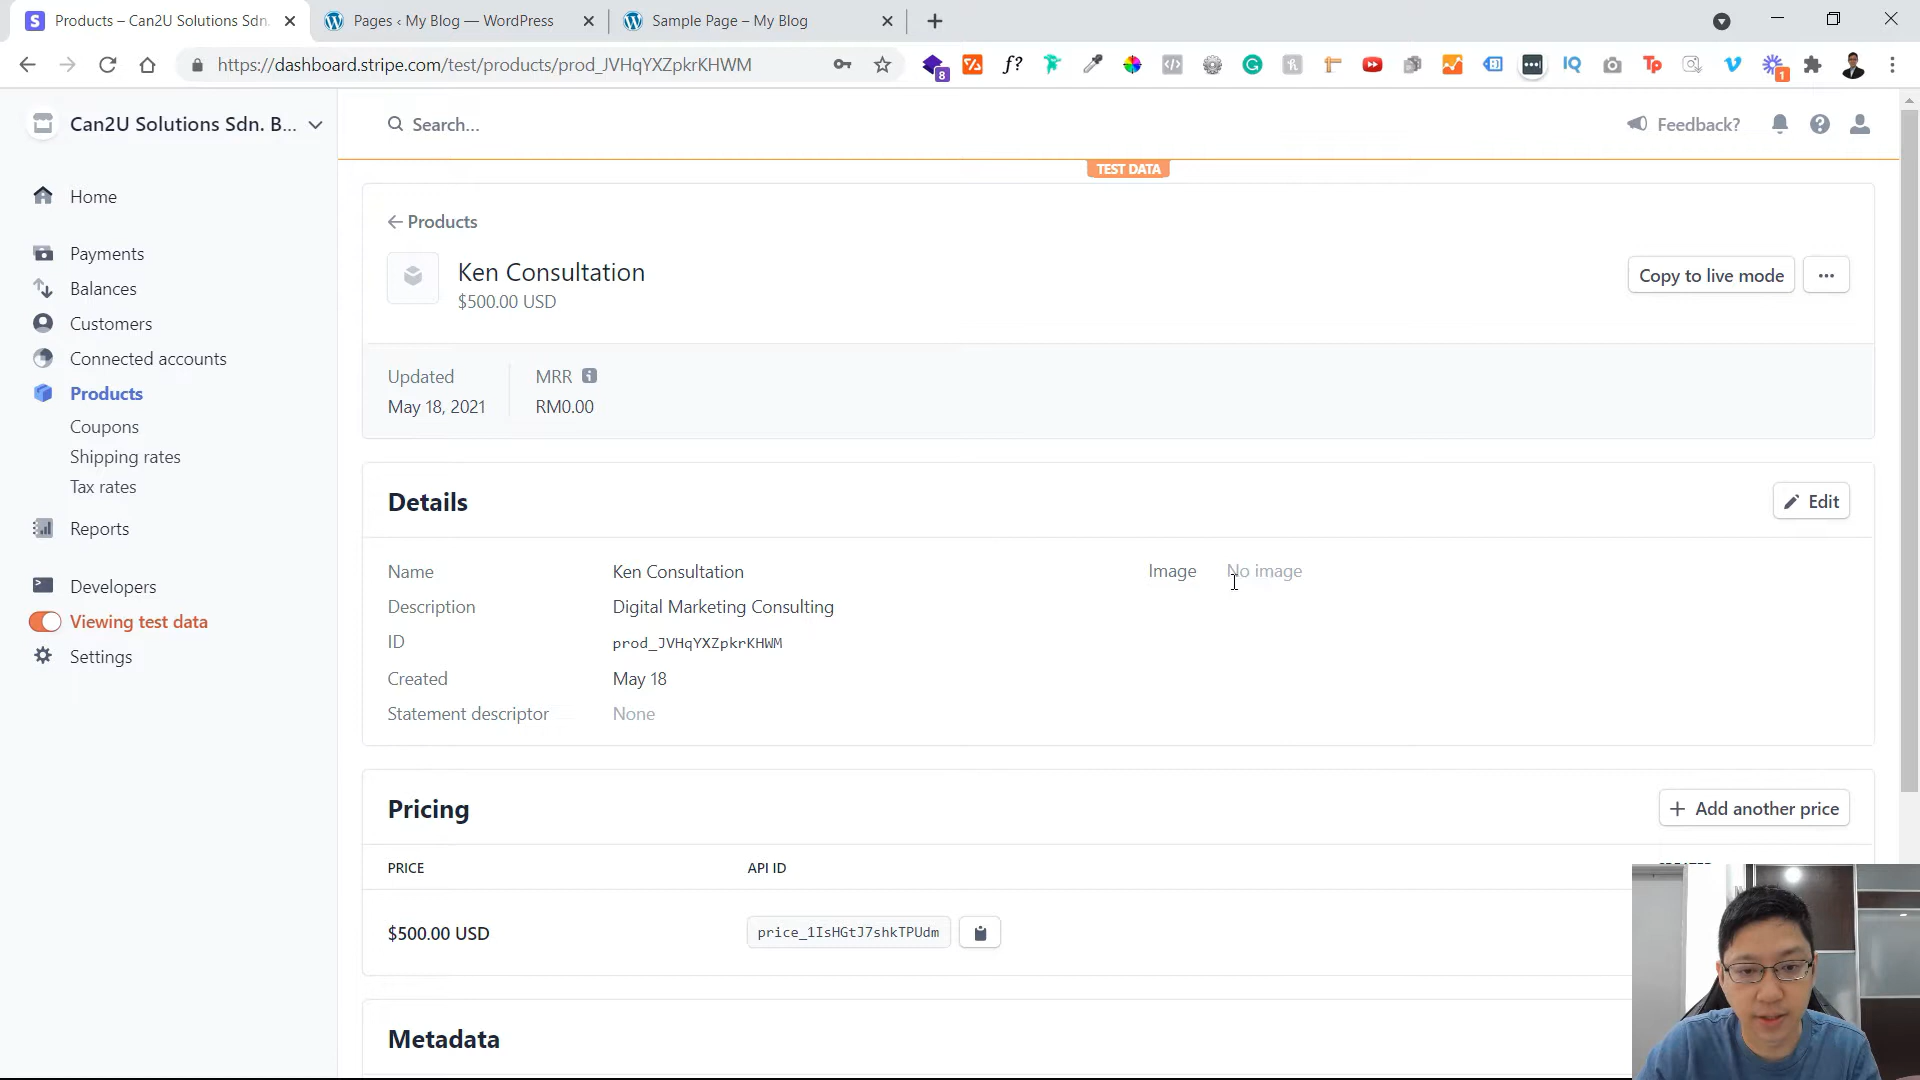 Products – Can2U Solutions Sdn.
Pages ‹ My Blog — WordPress
Sample Page – My Blog
https://dashboard.stripe.com/test/products/prod_JVHqYXZpkrKHWM
8
f?
IQ
Tp
1
Can2U Solutions Sdn. B...
Search...
Feedback?
TEST DATA
Home
Payments
Balances
Customers
Connected accounts
Products
Coupons
Shipping rates
Tax rates
Reports
Developers
Viewing test data
Settings
Products
Ken Consultation
$500.00 USD
Copy to live mode
Updated
May 18, 2021
MRR
RM0.00
Details
Edit
Name
Ken Consultation
Image
No image
Description
Digital Marketing Consulting
ID
prod_JVHqYXZpkrKHWM
Created
May 18
Statement descriptor
None
Pricing
Add another price
PRICE
API ID
$500.00 USD
price_1IsHGtJ7shkTPUdm
Metadata